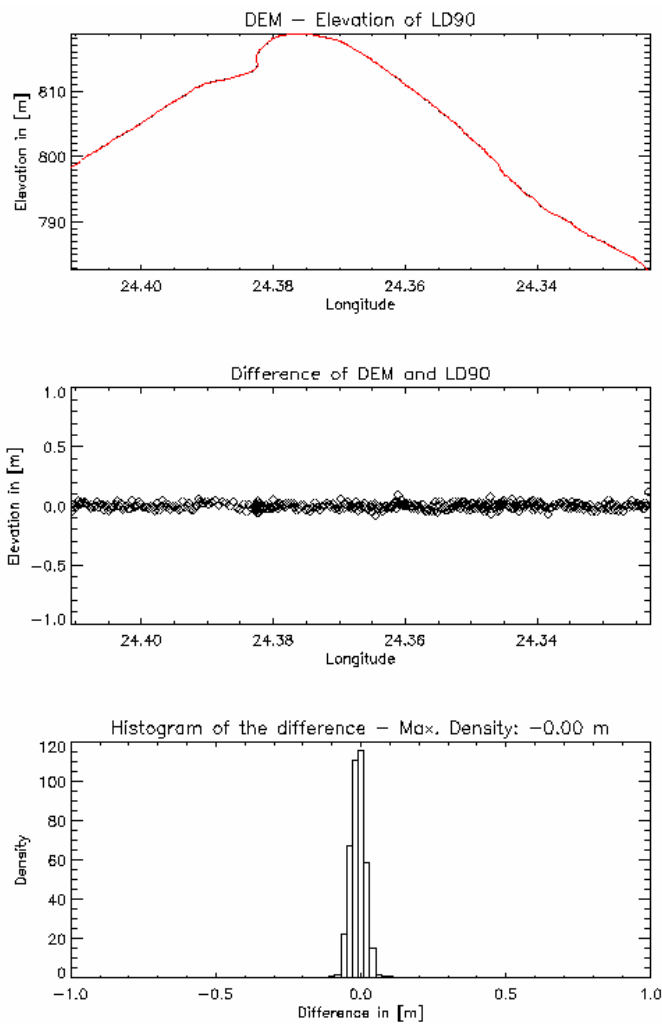 DEM - Elevation of LD90
810
800
790
Elevation in [m]
24.40 24.38 24.36 24.34
Longitude
Difference of DEM and LD90
1.0
0.5
0.0
-0.5
-1.0
Elevation in [m]
24.40 24.38 24.36 24.34
Longitude
Histogram of the difference - Max. Density: -0.00 m
120
100
80
60
40
20
0
Density
-1.0 -0.5 0.0 0.5 1.0
Difference in [m]